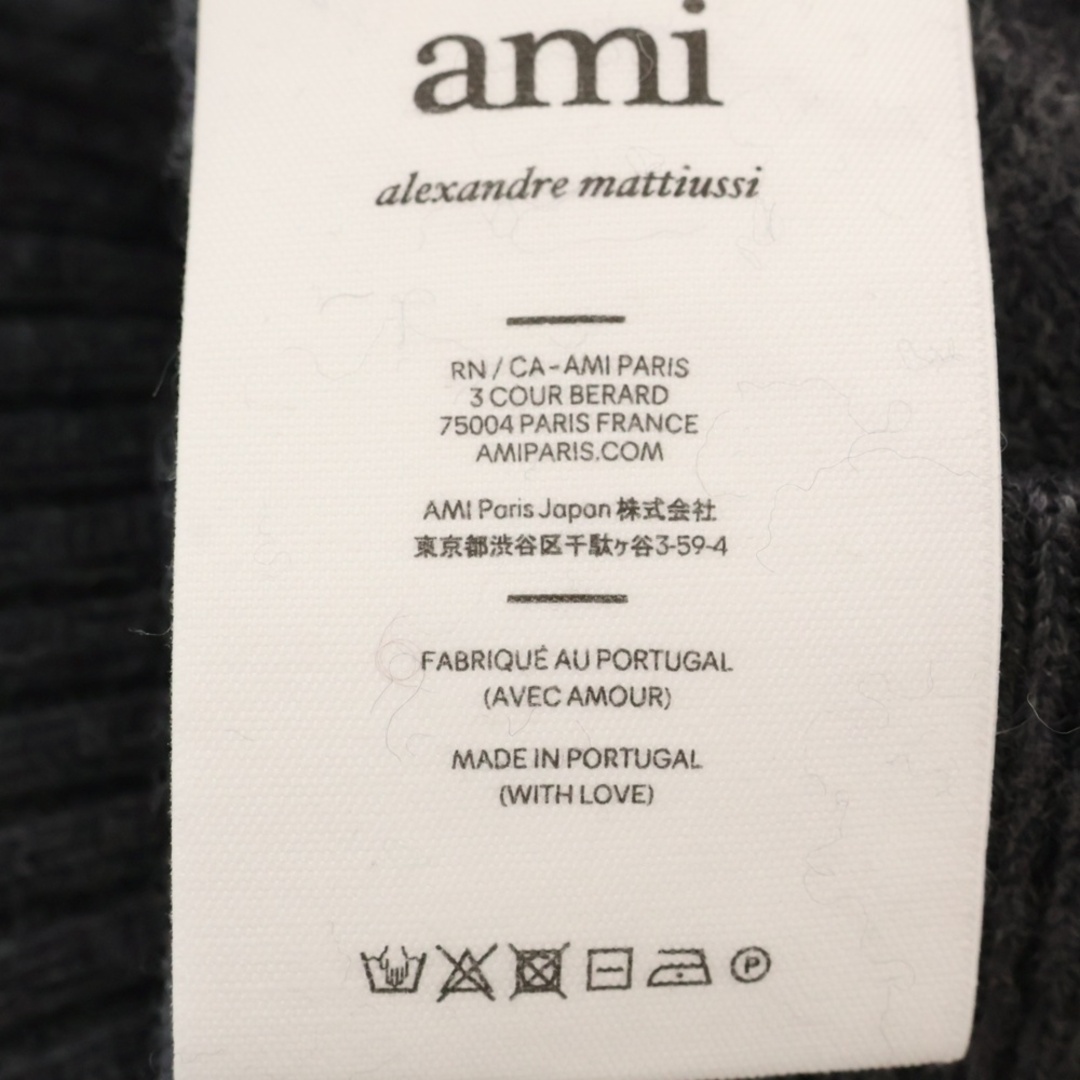 ami
alexandre mattiussi
RN / CA - AMI PARIS
3 COUR BERARD
75004 PARIS FRANCE
AMIPARIS.COM
AMI Paris Japan 株式会社
東京都渋谷区千駄ヶ谷3-59-4
FABRIQUÉ AU PORTUGAL
(AVEC AMOUR)
MADE IN PORTUGAL
(WITH LOVE)
P